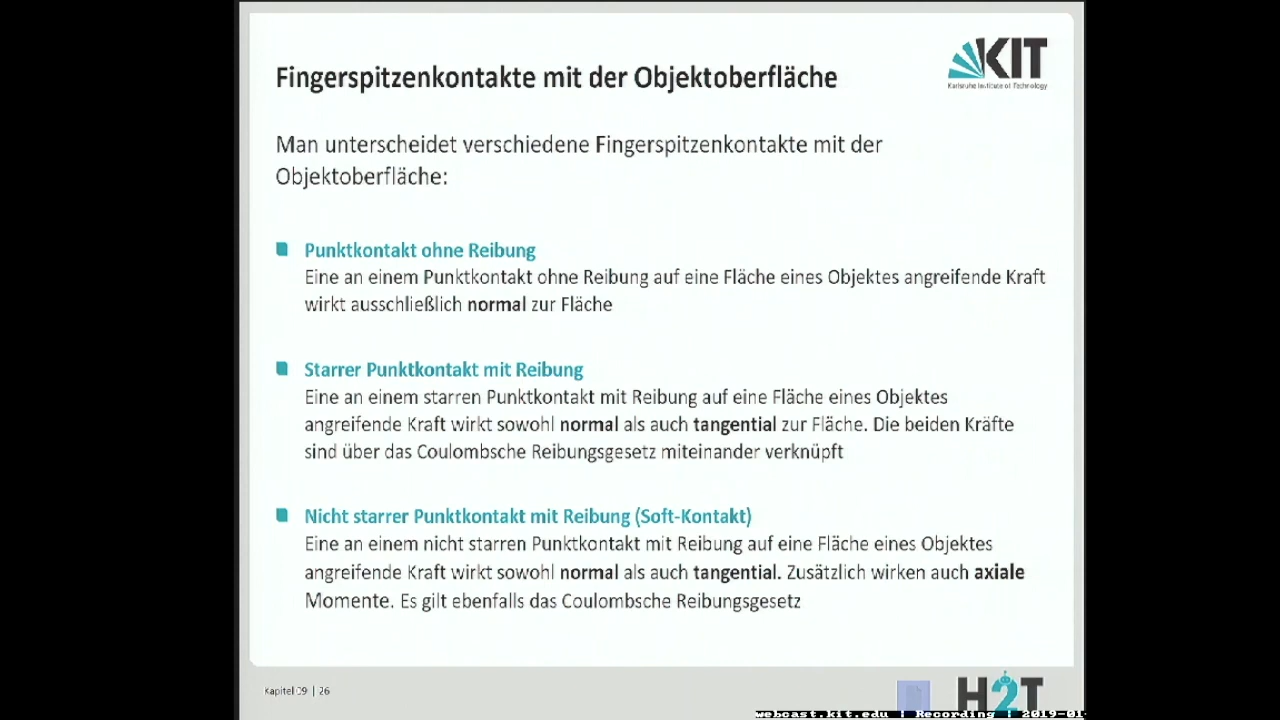 KIT
Karlsruhe Institute of Technology
Fingerspitzenkontakte mit der Objektoberfläche
Man unterscheidet verschiedene Fingerspitzenkontakte mit der
Objektoberfläche:
Punktkontakt ohne Reibung
Eine an einem Punktkontakt ohne Reibung auf eine Fläche eines Objektes angreifende Kraft
wirkt ausschließlich normal zur Fläche
Starrer Punktkontakt mit Reibung
Eine an einem starren Punktkontakt mit Reibung auf eine Fläche eines Objektes
angreifende Kraft wirkt sowohl normal als auch tangential zur Fläche. Die beiden Kräfte
sind über das Coulombsche Reibungsgesetz miteinander verknüpft
Nicht starrer Punktkontakt mit Reibung (Soft-Kontakt)
Eine an einem nicht starren Punktkontakt mit Reibung auf eine Fläche eines Objektes
angreifende Kraft wirkt sowohl normal als auch tangential. Zusätzlich wirken auch axiale
Momente. Es gilt ebenfalls das Coulombsche Reibungsgesetz
Kapitel 09 | 26
H2T
webcast.kit.edu | Recording | 2019-01-